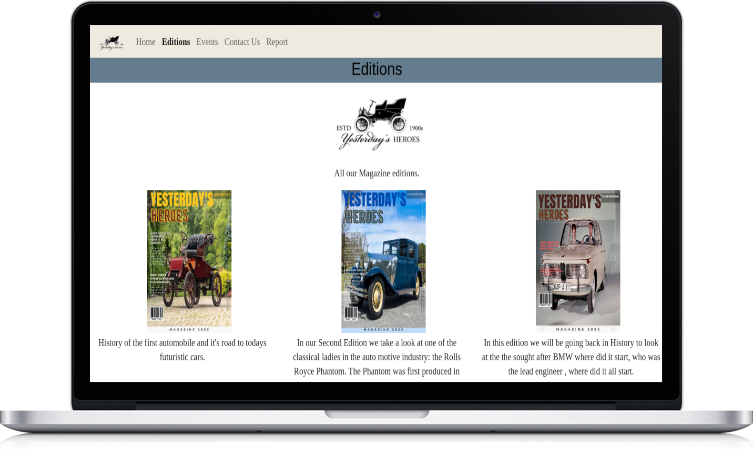 Yesterday's
Home Editions Events Contact Us Report
Editions
ESTD 1900s
Yesterday's HEROES
All our Magazine editions.
YESTERDAY'S
HEROES
MAGAZINE 2022
YESTERDAY'S
HEROES
MAGAZINE 2022
YESTERDAY'S
HEROES
MAGAZINE 2022
History of the first automobile and it's road to todays
futuristic cars.
In our Second Edition we take a look at one of the
classical ladies in the auto motive industry: the Rolls
Royce Phantom. The Phantom was first produced in
In this edition we will be going back in History to look
at the the sought after BMW where did it start, who was
the lead engineer , where did it all start.